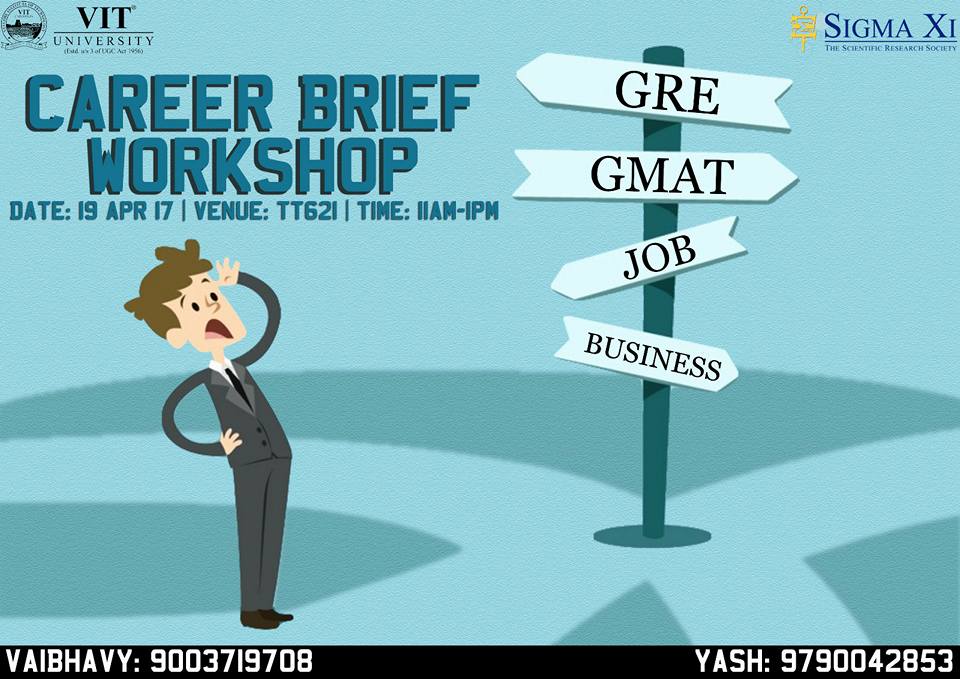 VIT
VIT®
UNIVERSITY
(Estd. u/s 3 of UGC Act 1956)
SIGMA XI
THE SCIENTIFIC RESEARCH SOCIETY
CAREER BRIEF
WORKSHOP
DATE: 19 APR 17 | VENUE: TT621 | TIME: 11AM-1PM
GRE
GMAT
JOB
BUSINESS
VAIBHAVY: 9003719708
YASH: 9790042853